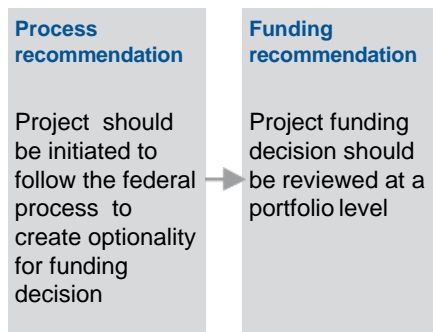 Process
recommendation
Project should
be initiated to
follow the federal
process to
create optionality
for funding
decision
Funding
recommendation
Project funding
decision should
be reviewed at a
portfolio level